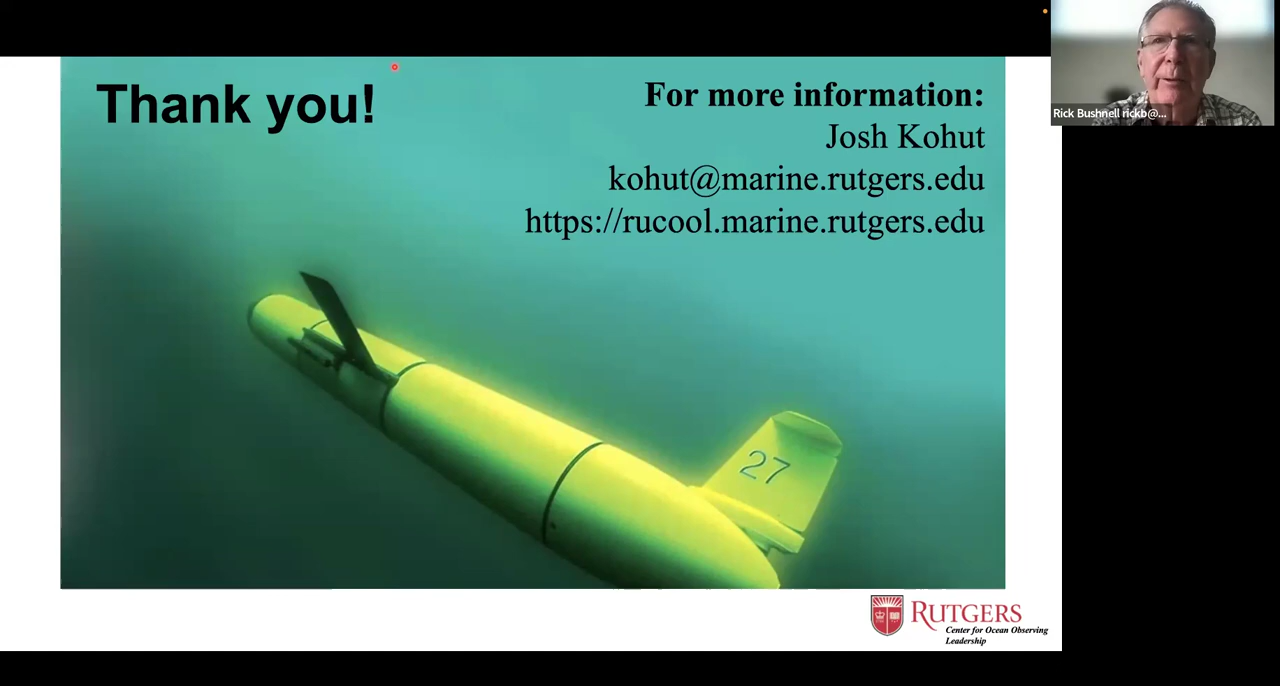 Thank you!
For more information:
Josh Kohut
kohut@marine.rutgers.edu
https://rucool.marine.rutgers.edu
Rick Bushnell rickb@...
27
RUTGERS
Center for Ocean Observing
Leadership